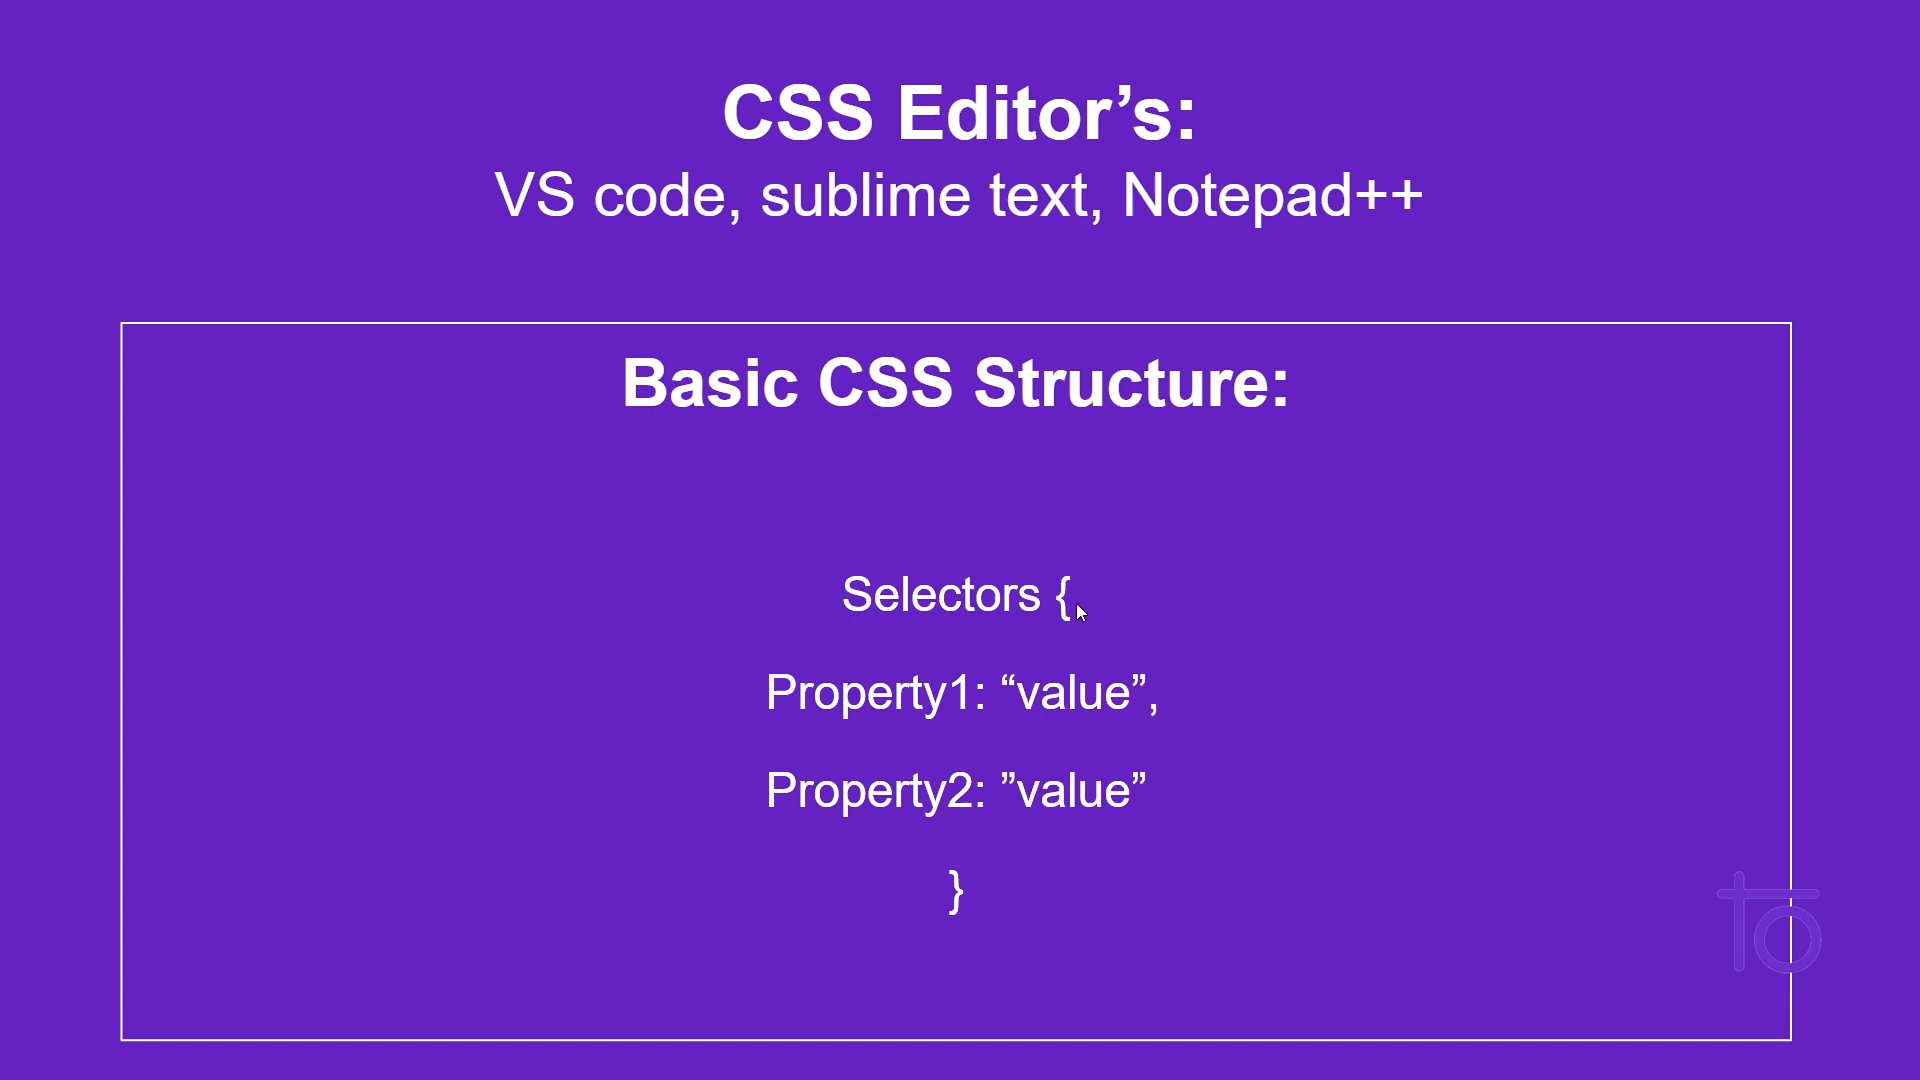 CSS Editor’s:
VS code, sublime text, Notepad++
Basic CSS Structure:
Selectors {
Property1: “value”,
Property2: ”value”
}